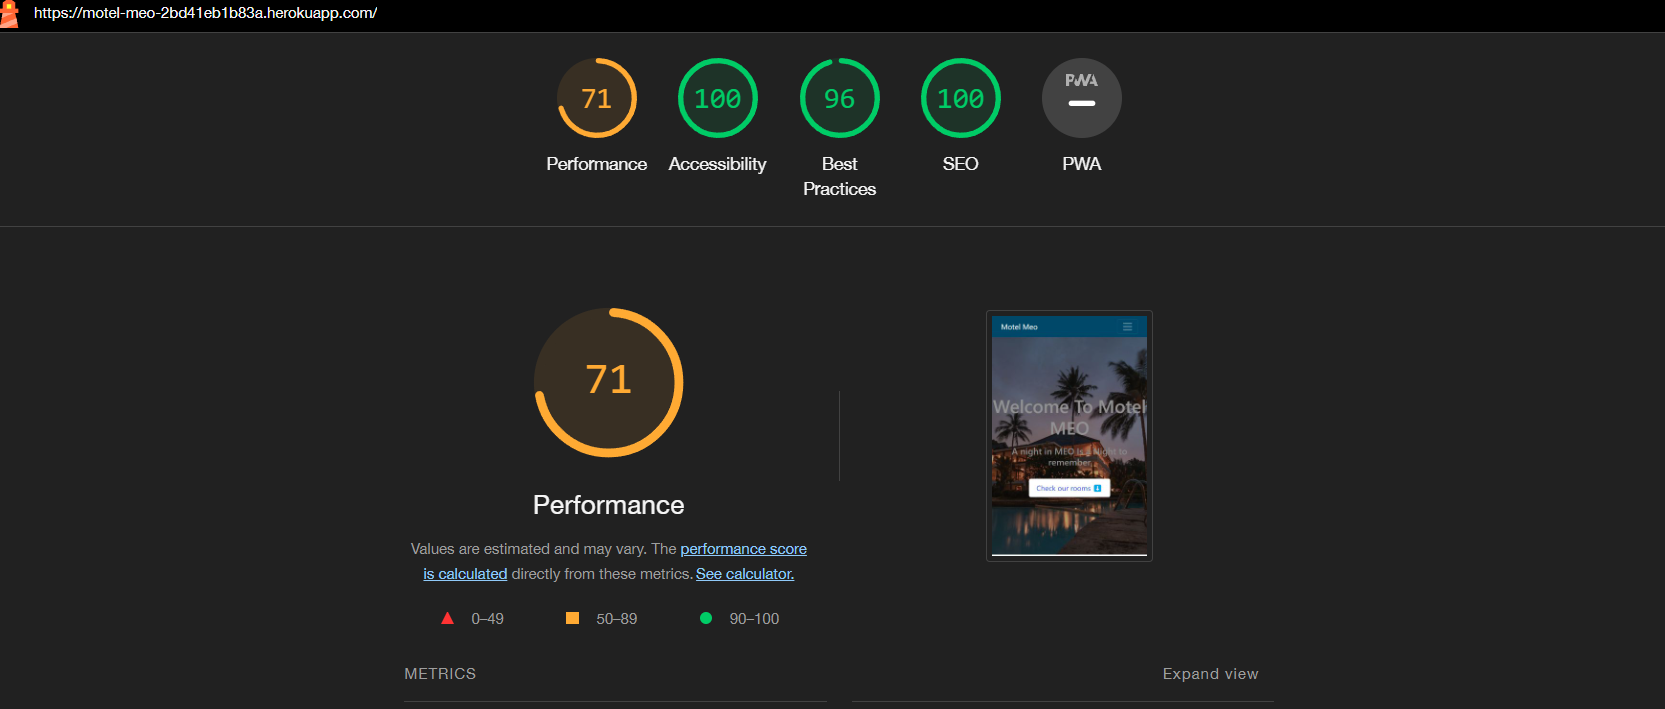 https://motel-meo-2bd41eb1b83a.herokuapp.com/
71
100
96
100
PWA
Performance
Accessibility
Best
Practices
SEO
PWA
71
Performance
Values are estimated and may vary. The performance score
is calculated directly from these metrics. See calculator.
0–49
50–89
90–100
Motel Meo
Welcome To Motel
MEO
A night in MEO is a night to
remember
Check our rooms
METRICS
Expand view